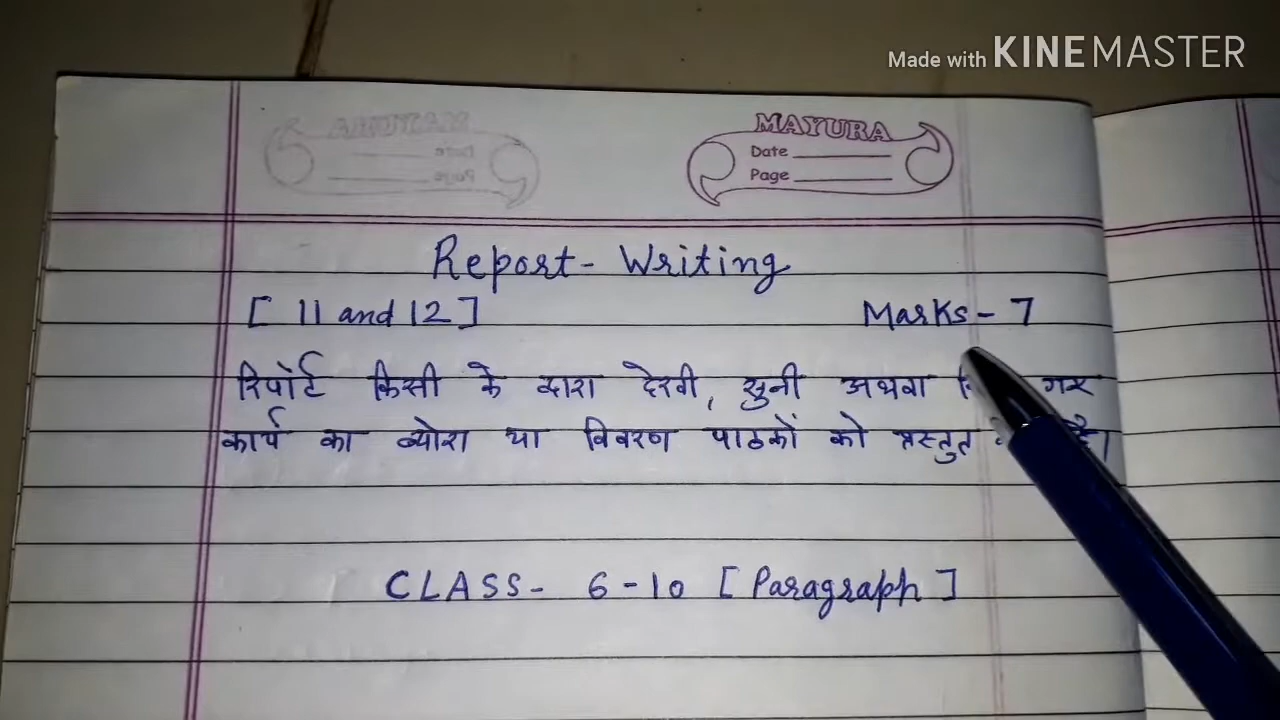 Made with KINEMASTER
MAYURA
Date
Page
Report - Writing
[ 11 and 12 ] Marks - 7
रिपोर्ट किसी के द्वारा देखी, सुनी अथवा गए
कार्य का ब्योरा या विवरण पाठकों को प्रस्तुत है।
CLASS - 6 - 10 [ Paragraph ]